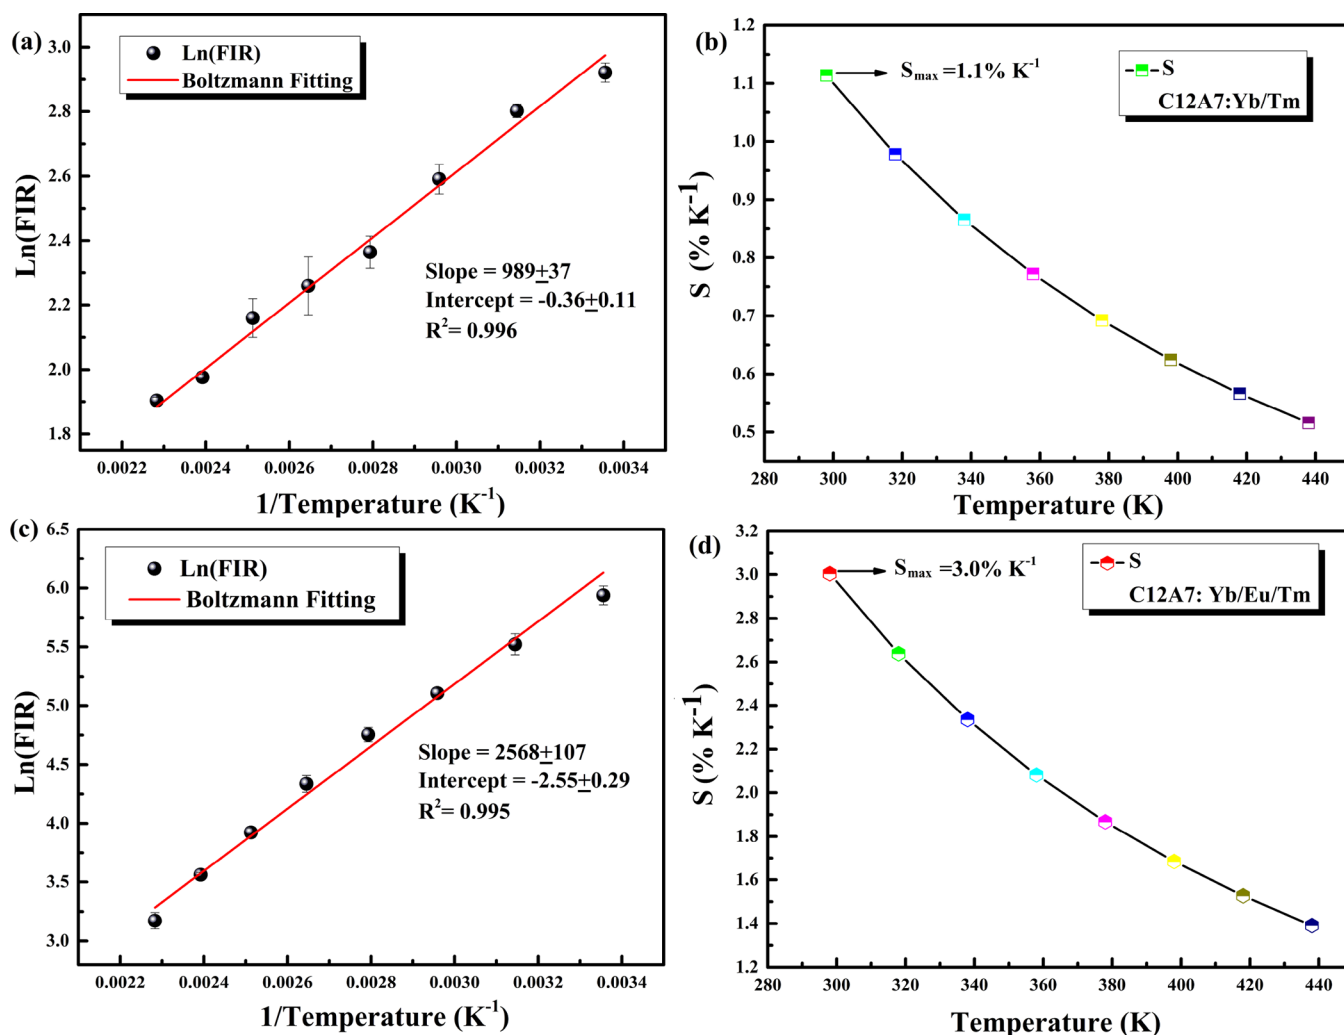 (a)
Ln(FIR)
Boltzmann Fitting
Slope = 989±37
Intercept = -0.36±0.11
R²= 0.996
Ln(FIR)
3.0
2.8
2.6
2.4
2.2
2.0
1.8
0.0022 0.0024 0.0026 0.0028 0.0030 0.0032 0.0034
1/Temperature (K⁻¹)
(b)
Sₘₐₓ =1.1% K⁻¹
S
C12A7:Yb/Tm
S (% K⁻¹)
1.2
1.1
1.0
0.9
0.8
0.7
0.6
0.5
280 300 320 340 360 380 400 420 440
Temperature (K)
(c)
Ln(FIR)
Boltzmann Fitting
Slope = 2568±107
Intercept = -2.55±0.29
R²= 0.995
Ln(FIR)
6.5
6.0
5.5
5.0
4.5
4.0
3.5
3.0
0.0022 0.0024 0.0026 0.0028 0.0030 0.0032 0.0034
1/Temperature (K⁻¹)
(d)
Sₘₐₓ =3.0% K⁻¹
S
C12A7: Yb/Eu/Tm
S (% K⁻¹)
3.2
3.0
2.8
2.6
2.4
2.2
2.0
1.8
1.6
1.4
1.2
280 300 320 340 360 380 400 420 440
Temperature (K)